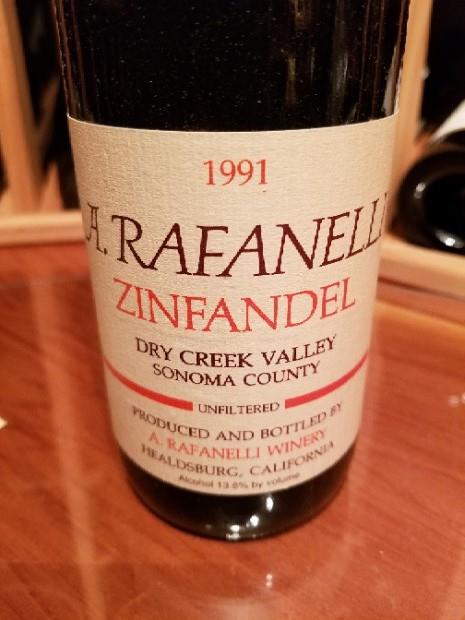 1991
A. RAFANELLI
ZINFANDEL
DRY CREEK VALLEY
SONOMA COUNTY
UNFILTERED
PRODUCED AND BOTTLED BY
A. RAFANELLI WINERY
HEALDSBURG, CALIFORNIA
Alcohol 13.8% by volume